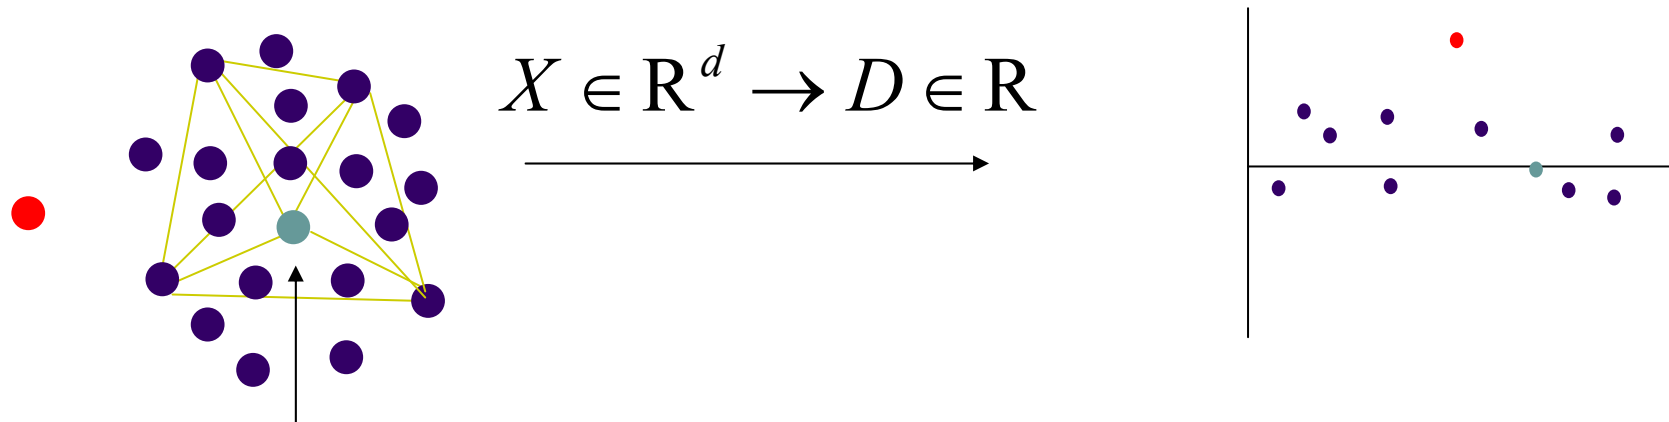 X ∈ R^d → D ∈ R